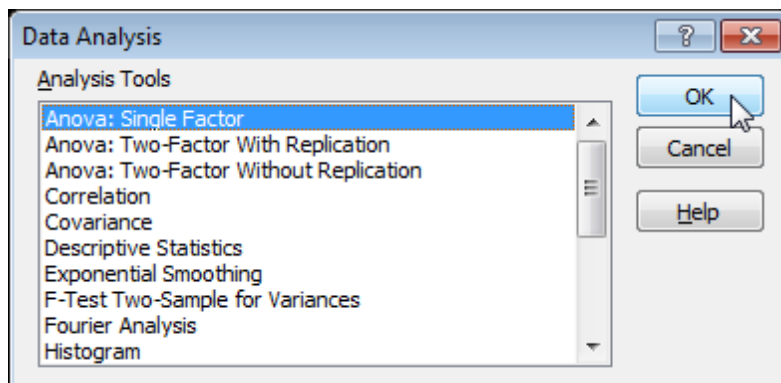 Data Analysis
?
Analysis Tools
Anova: Single Factor
Anova: Two-Factor With Replication
Anova: Two-Factor Without Replication
Correlation
Covariance
Descriptive Statistics
Exponential Smoothing
F-Test Two-Sample for Variances
Fourier Analysis
Histogram
OK
Cancel
Help